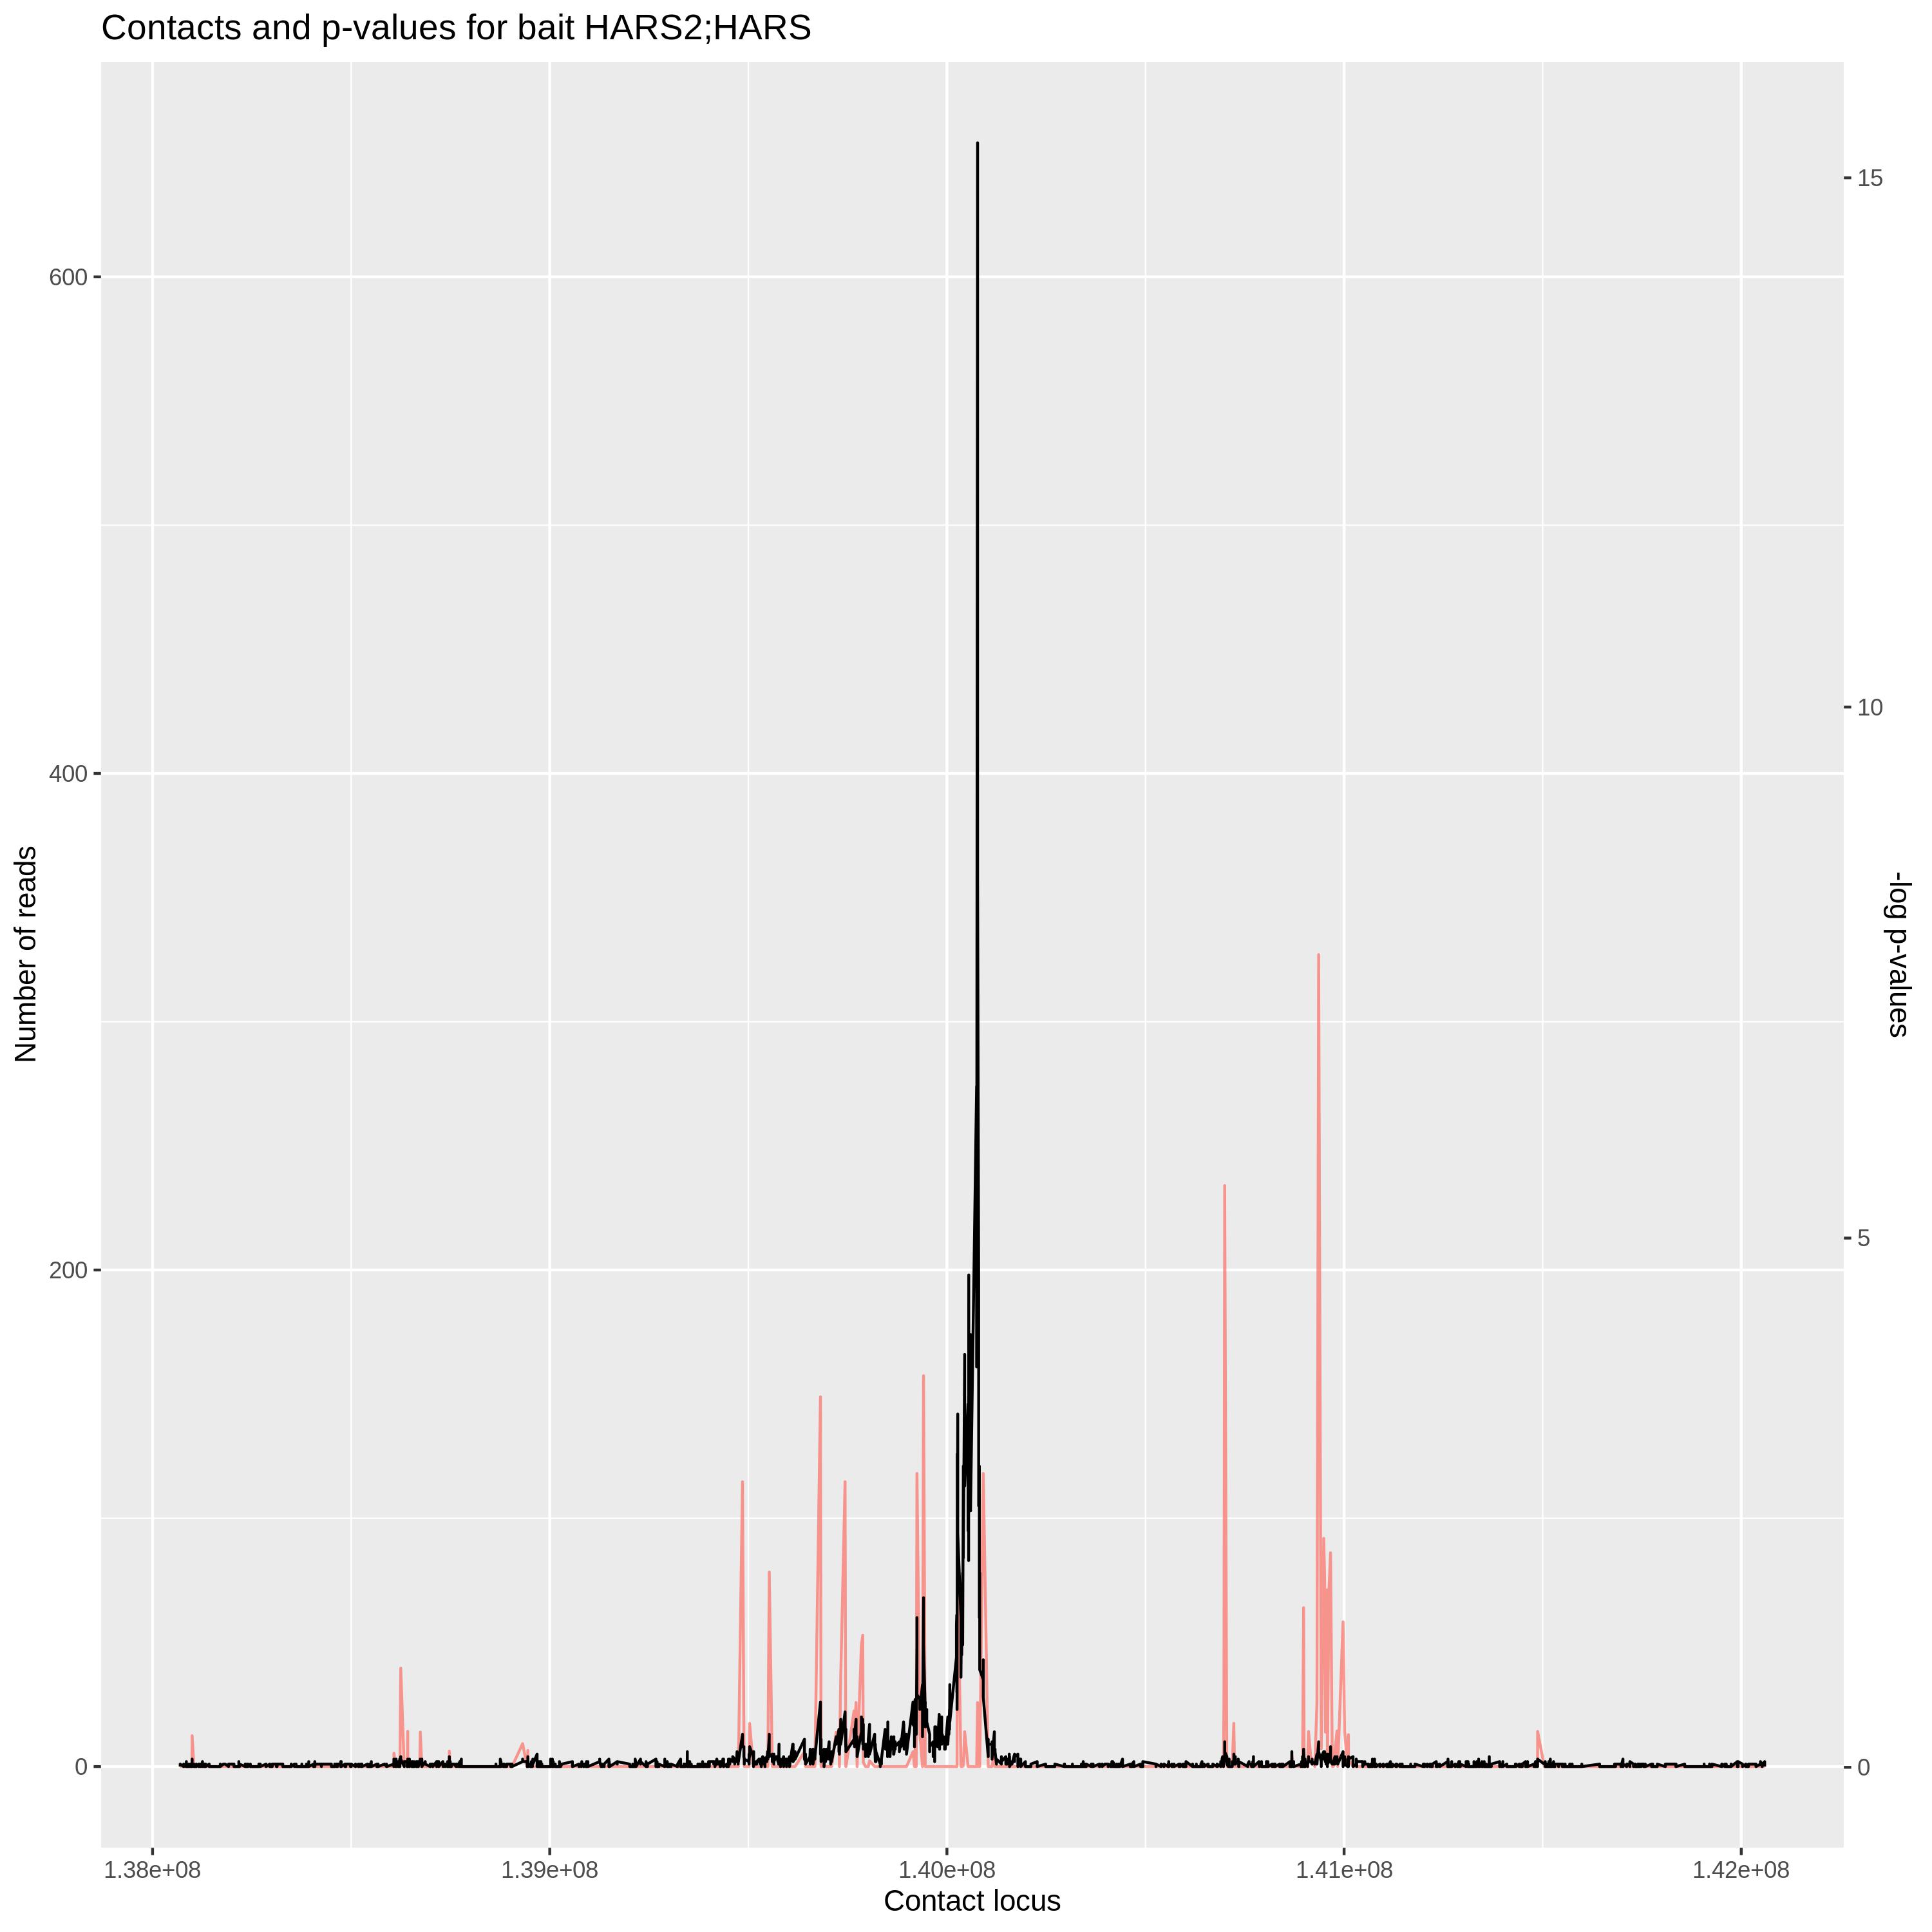 Contacts and p-values for bait HARS2;HARS
600
400
200
0
Number of reads
15
10
5
0
-log p-values
1.38e+08
1.39e+08
1.40e+08
1.41e+08
1.42e+08
Contact locus